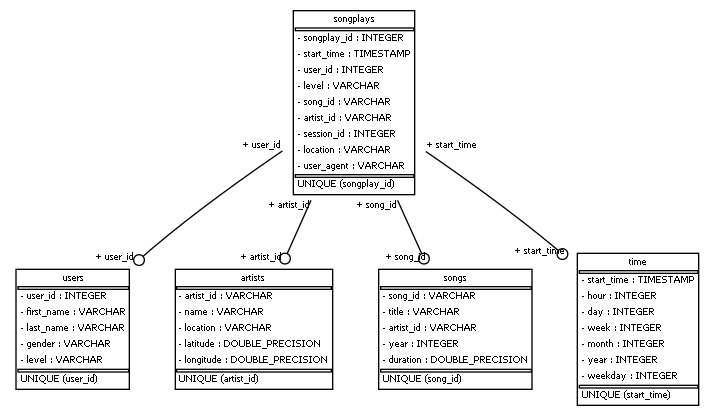 songplays
- songplay_id : INTEGER
- start_time : TIMESTAMP
- user_id : INTEGER
- level : VARCHAR
- song_id : VARCHAR
- artist_id : VARCHAR
- session_id : INTEGER
- location : VARCHAR
- user_agent : VARCHAR
UNIQUE (songplay_id)
+ user_id
+ start_time
+ artist_id
+ song_id
+ user_id
+ artist_id
+ song_id
+ start_time
users
- user_id : INTEGER
- first_name : VARCHAR
- last_name : VARCHAR
- gender : VARCHAR
- level : VARCHAR
UNIQUE (user_id)
artists
- artist_id : VARCHAR
- name : VARCHAR
- location : VARCHAR
- latitude : DOUBLE_PRECISION
- longitude : DOUBLE_PRECISION
UNIQUE (artist_id)
songs
- song_id : VARCHAR
- title : VARCHAR
- artist_id : VARCHAR
- year : INTEGER
- duration : DOUBLE_PRECISION
UNIQUE (song_id)
time
- start_time : TIMESTAMP
- hour : INTEGER
- day : INTEGER
- week : INTEGER
- month : INTEGER
- year : INTEGER
- weekday : INTEGER
UNIQUE (start_time)